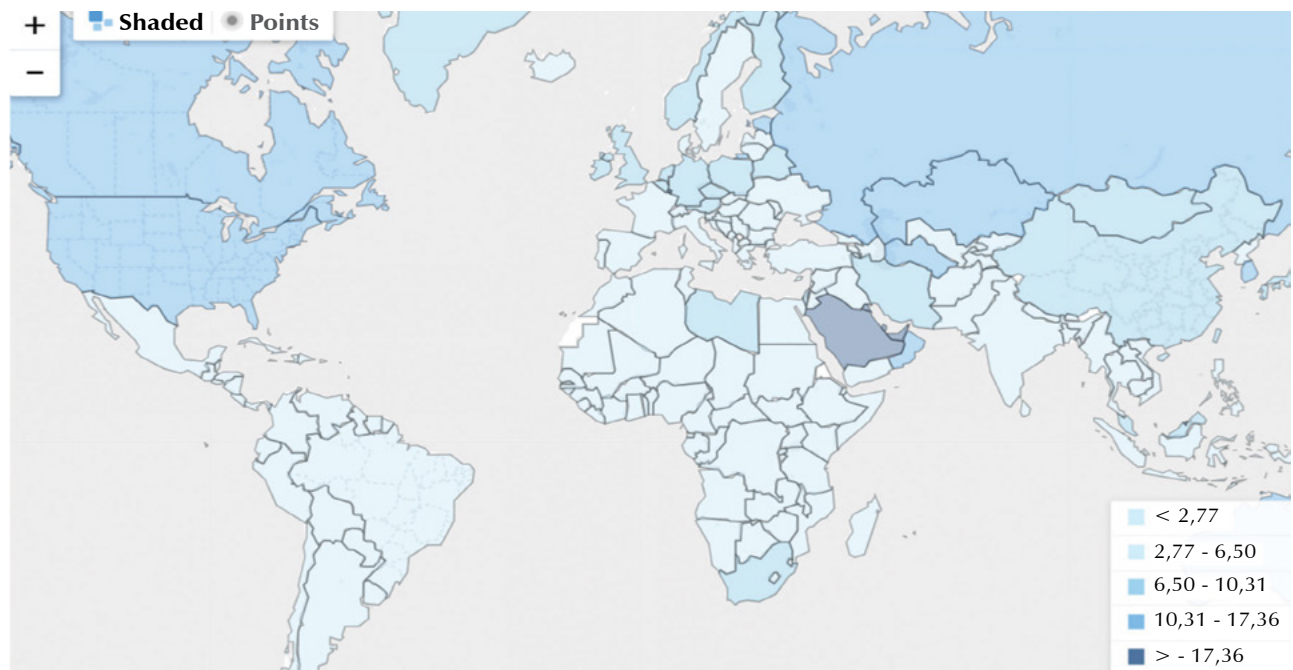 +
Shaded Points
−
< 2,77
2,77 - 6,50
6,50 - 10,31
10,31 - 17,36
> - 17,36